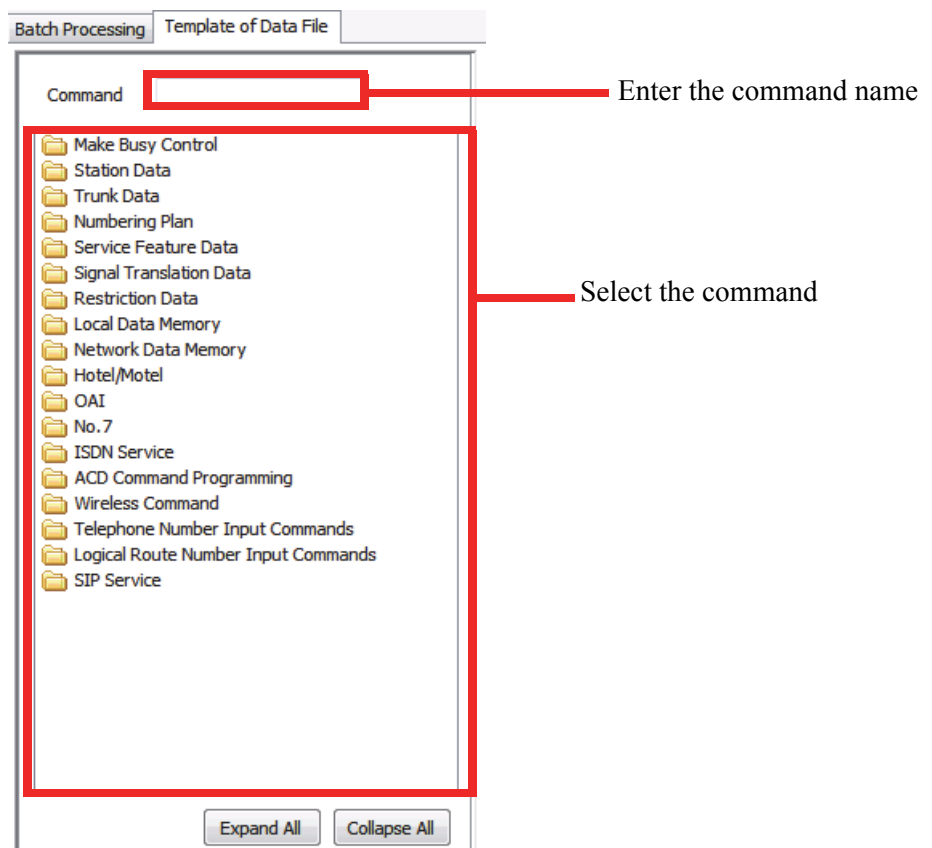 Batch Processing Template of Data File
Command
Enter the command name
Make Busy Control
Station Data
Trunk Data
Numbering Plan
Service Feature Data
Signal Translation Data
Restriction Data
Select the command
Local Data Memory
Network Data Memory
Hotel/Motel
OAI
No.7
ISDN Service
ACD Command Programming
Wireless Command
Telephone Number Input Commands
Logical Route Number Input Commands
SIP Service
Expand All Collapse All